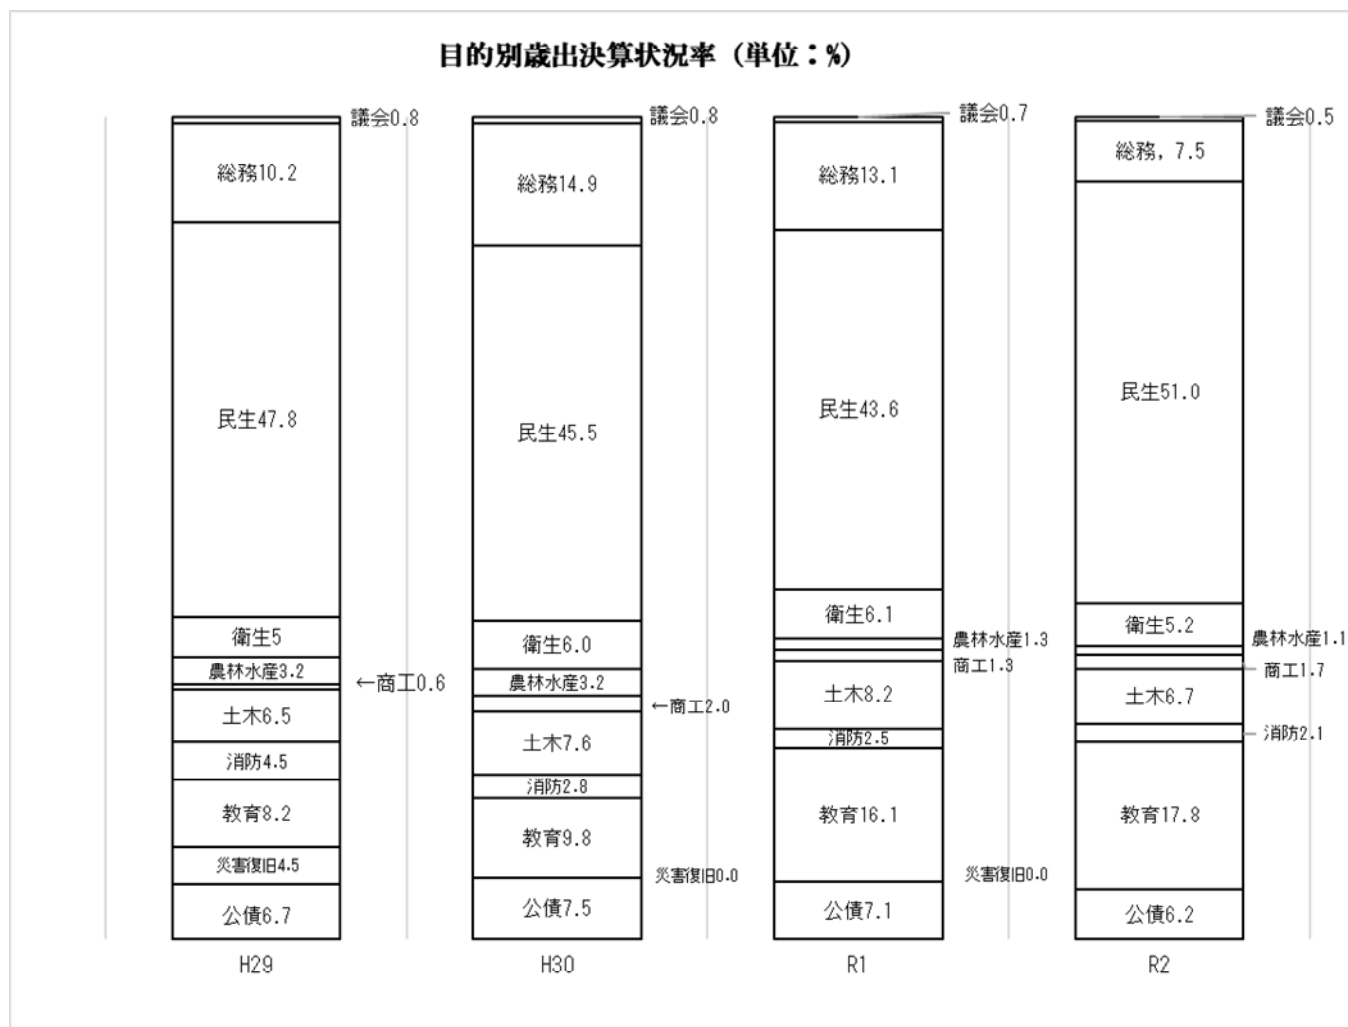 目的別歳出決算状況率（単位：%）
議会0.8
総務10.2
民生47.8
衛生5
農林水産3.2
←商工0.6
土木6.5
消防4.5
教育8.2
災害復旧4.5
公債6.7
H29
議会0.8
総務14.9
民生45.5
衛生6.0
農林水産3.2
←商工2.0
土木7.6
消防2.8
教育9.8
災害復旧0.0
公債7.5
H30
議会0.7
総務13.1
民生43.6
衛生6.1
農林水産1.3
商工1.3
土木8.2
消防2.5
教育16.1
災害復旧0.0
公債7.1
R1
議会0.5
総務, 7.5
民生51.0
衛生5.2
農林水産1.1
商工1.7
土木6.7
消防2.1
教育17.8
公債6.2
R2